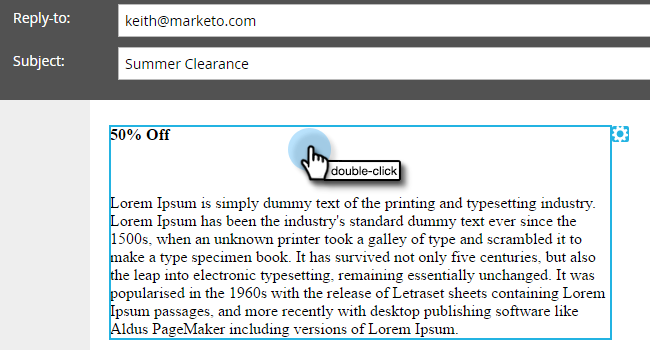 Reply-to: keith@marketo.com
Subject: Summer Clearance
50% Off
double-click
Lorem Ipsum is simply dummy text of the printing and typesetting industry.
Lorem Ipsum has been the industry's standard dummy text ever since the
1500s, when an unknown printer took a galley of type and scrambled it to
make a type specimen book. It has survived not only five centuries, but also
the leap into electronic typesetting, remaining essentially unchanged. It was
popularised in the 1960s with the release of Letraset sheets containing Lorem
Ipsum passages, and more recently with desktop publishing software like
Aldus PageMaker including versions of Lorem Ipsum.